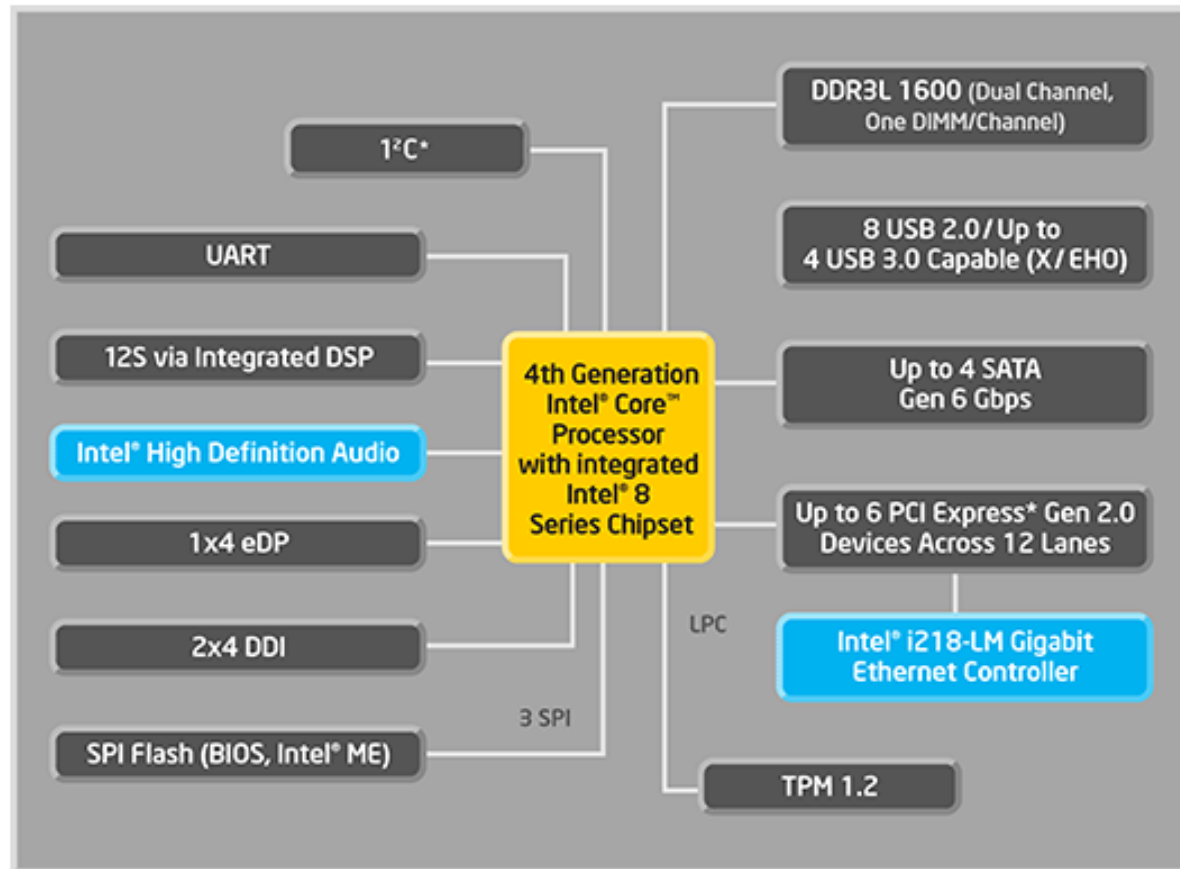 DDR3L 1600 (Dual Channel,
One DIMM/Channel)
1²C*
8 USB 2.0/Up to
4 USB 3.0 Capable (X/EHO)
UART
12S via Integrated DSP
4th Generation
Intel® Core™
Processor
with integrated
Intel® 8
Series Chipset
Up to 4 SATA
Gen 6 Gbps
Intel® High Definition Audio
Up to 6 PCI Express* Gen 2.0
Devices Across 12 Lanes
1x4 eDP
LPC
Intel® i218-LM Gigabit
Ethernet Controller
2x4 DDI
3 SPI
SPI Flash (BIOS, Intel® ME)
TPM 1.2